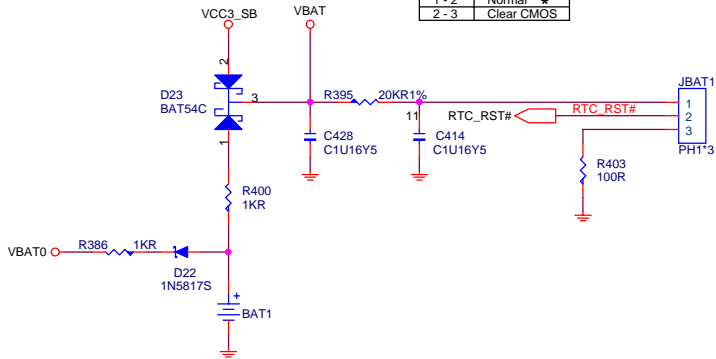 1 - 2 Normal *
2 - 3 Clear CMOS
VCC3_SB
VBAT
2
D23
BAT54C
3
1
R395 20KR1%
JBAT1
1
2
3
PH1*3
RTC_RST#
RTC_RST#
11
C428
C1U16Y5
C414
C1U16Y5
R403
100R
R400
1KR
VBAT0
R386 1KR
D22
1N5817S
+
BAT1